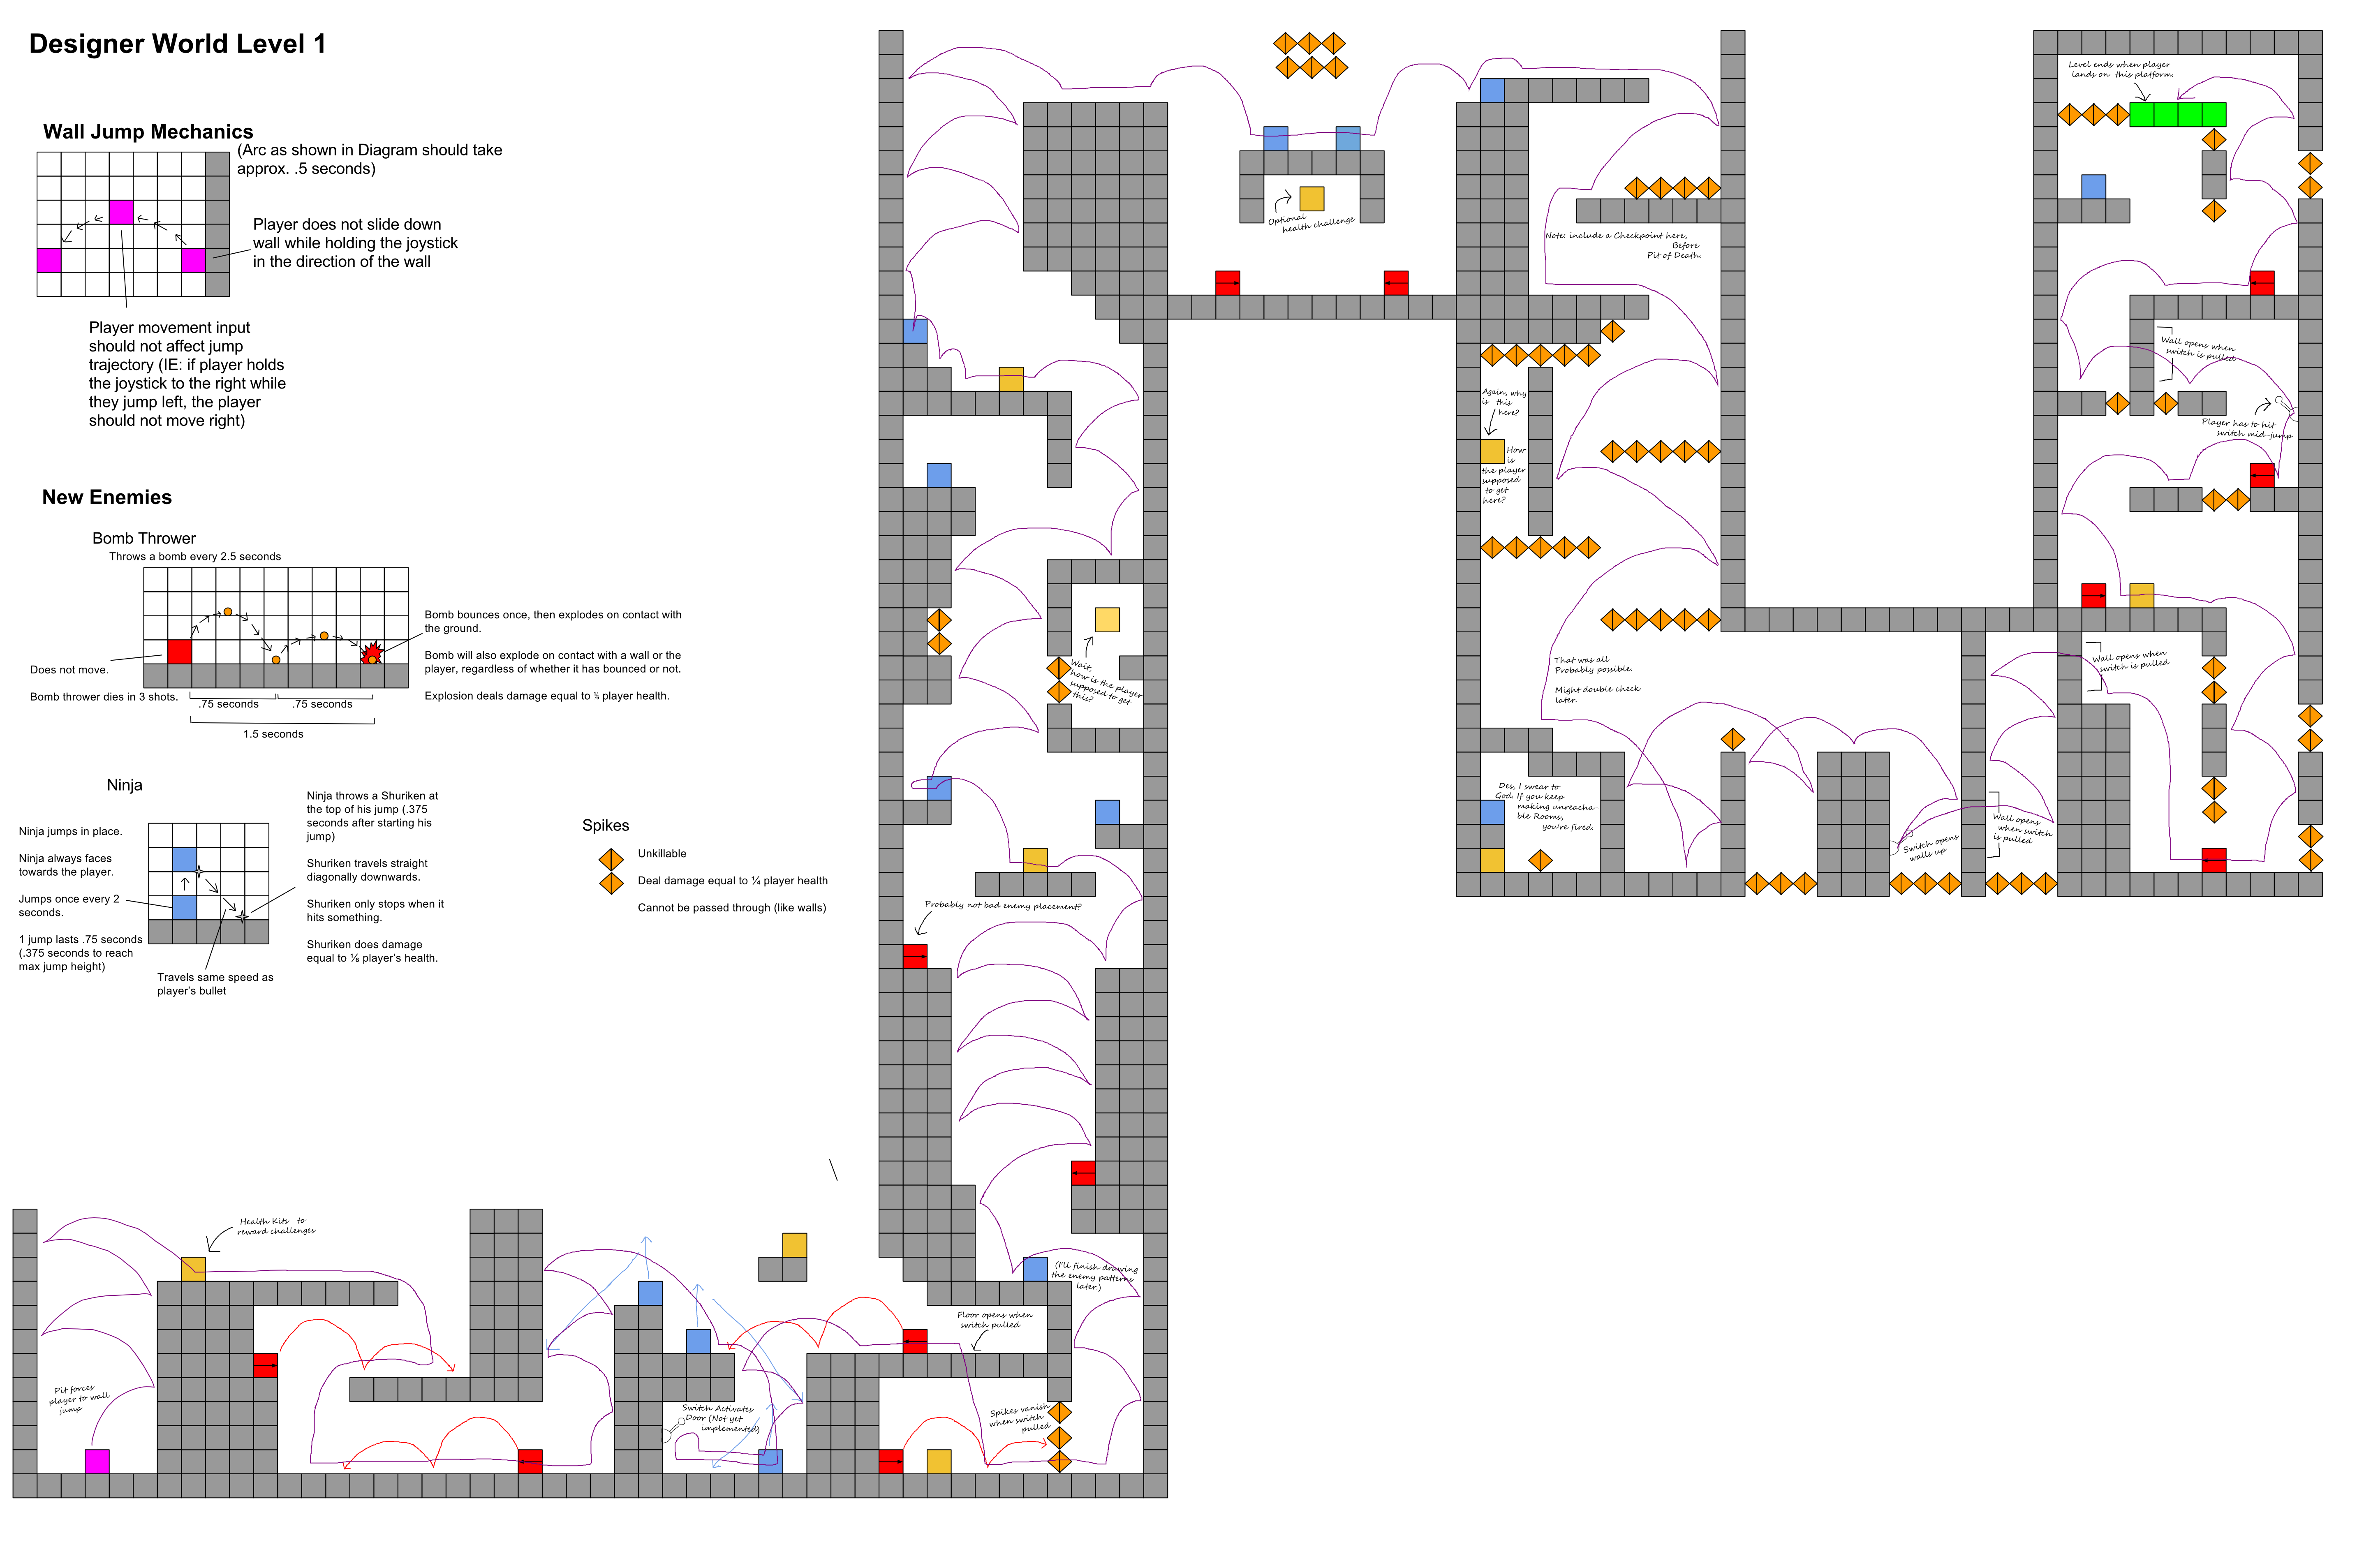 Designer World Level 1
Wall Jump Mechanics
(Arc as shown in Diagram should take
approx. .5 seconds)
Player does not slide down
wall while holding the joystick
in the direction of the wall
Player movement input
should not affect jump
trajectory (IE: if player holds
the joystick to the right while
they jump left, the player
should not move right)
New Enemies
Bomb Thrower
Throws a bomb every 2.5 seconds
Does not move.
Bomb thrower dies in 3 shots.
.75 seconds
.75 seconds
1.5 seconds
Bomb bounces once, then explodes on contact with
the ground.
Bomb will also explode on contact with a wall or the
player, regardless of whether it has bounced or not.
Explosion deals damage equal to ¼ player health.
Ninja
Ninja jumps in place.
Ninja always faces
towards the player.
Jumps once every 2
seconds.
1 jump lasts .75 seconds
(.375 seconds to reach
max jump height)
Travels same speed as
player's bullet
Ninja throws a Shuriken at
the top of his jump (.375
seconds after starting his
jump)
Shuriken travels straight
diagonally downwards.
Shuriken only stops when it
hits something.
Shuriken does damage
equal to ⅛ player's health.
Spikes
Unkillable
Deal damage equal to ¼ player health
Cannot be passed through (like walls)
Pit forces
player to wall
jump
Health Kits to
reward challenges
Switch Activates
Door (Not yet
implemented)
Floor opens when
switch pulled
Spikes vanish
when switch
pulled
(I'll finish drawing
the enemy patterns
later.)
Probably not bad enemy placement?
Wait,
how is the player
supposed to get
this?
Optional
health challenge
Note: include a Checkpoint here,
Before
Pit of Death.
Again, why
is this
here?
How
is
the player
supposed
to get
here?
That was all
Probably possible.
Might double check
later.
Des, I swear to
God. If you keep
making unreacha-
ble Rooms,
you're fired.
Switch opens
walls up
Wall opens
when switch
is pulled
Wall opens when
switch is pulled
Player has to hit
switch mid-jump
Wall opens when
switch is pulled
Level ends when player
lands on this platform.